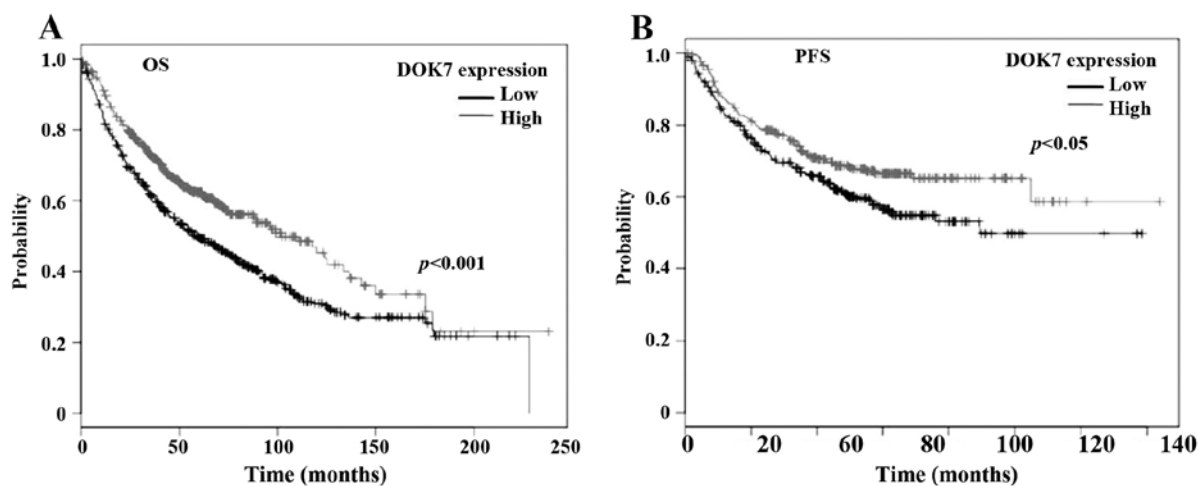 A
OS
DOK7 expression
Low
High
p<0.001
Probability
1.0
0.8
0.6
0.4
0.2
0
0 50 100 150 200 250
Time (months)
B
PFS
DOK7 expression
Low
High
p<0.05
Probability
1.0
0.8
0.6
0.4
0.2
0
0 20 40 60 80 100 120 140
Time (months)